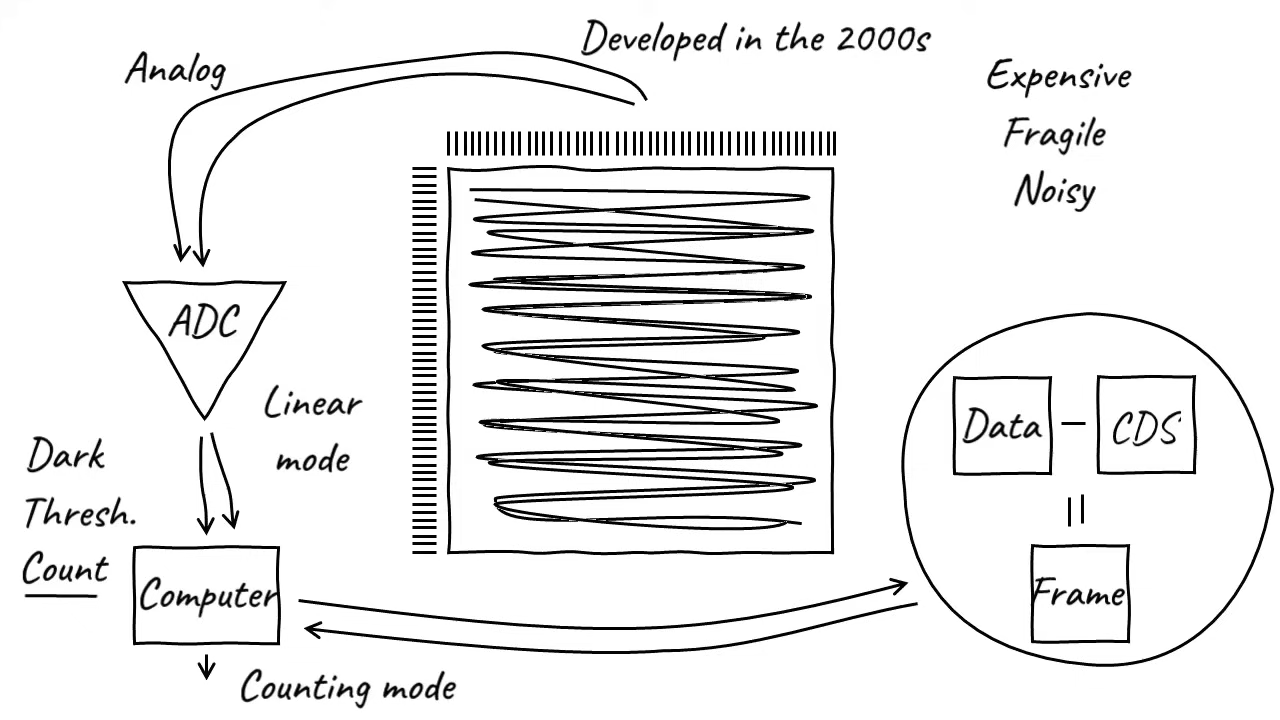 Developed in the 2000s
Analog
Expensive
Fragile
Noisy
ADC
Linear
mode
Dark
Thresh.
Count
Computer
Counting mode
Data – CDS
=
Frame